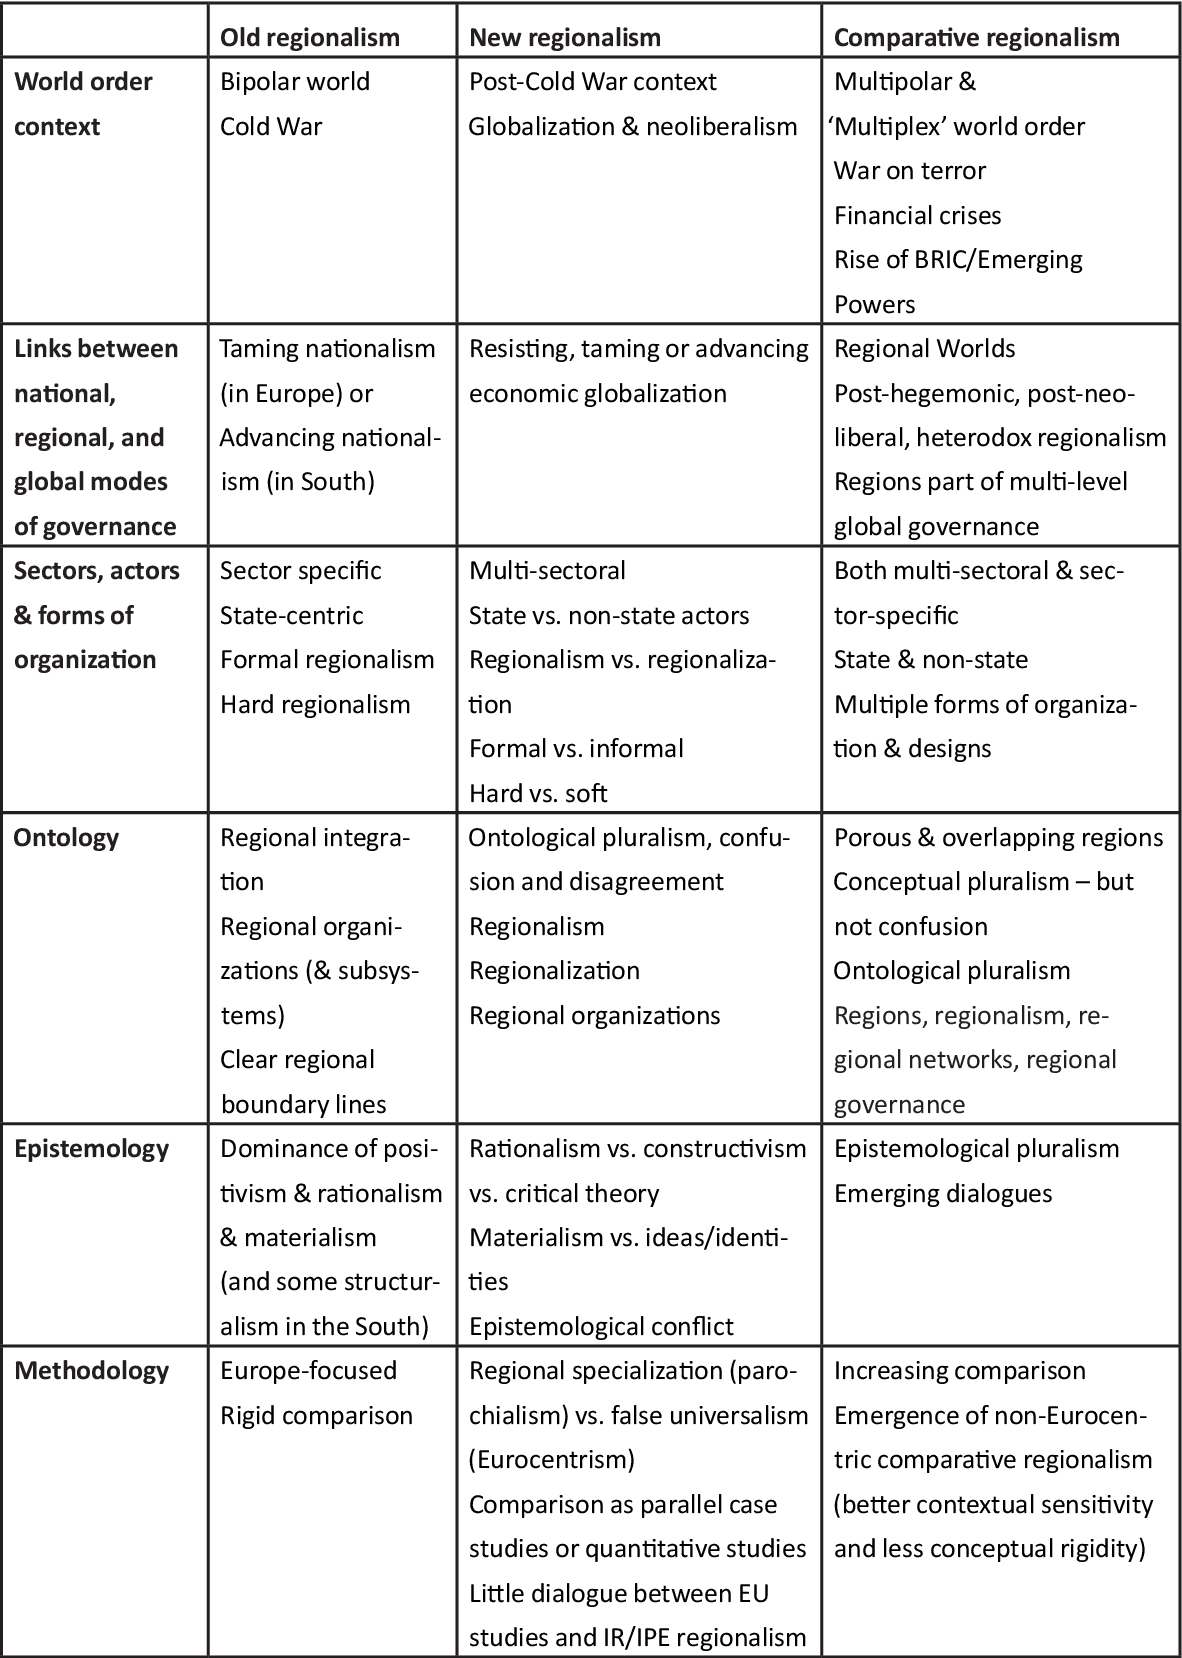 Old regionalism
New regionalism
Comparative regionalism
World order
context
Bipolar world
Cold War
Post-Cold War context
Globalization & neoliberalism
Multipolar &
‘Multiplex’ world order
War on terror
Financial crises
Rise of BRIC/Emerging
Powers
Links between
national,
regional, and
global modes
of governance
Taming nationalism
(in Europe) or
Advancing national-
ism (in South)
Resisting, taming or advancing
economic globalization
Regional Worlds
Post-hegemonic, post-neo-
liberal, heterodox regionalism
Regions part of multi-level
global governance
Sectors, actors
& forms of
organization
Sector specific
State-centric
Formal regionalism
Hard regionalism
Multi-sectoral
State vs. non-state actors
Regionalism vs. regionaliza-
tion
Formal vs. informal
Hard vs. soft
Both multi-sectoral & sec-
tor-specific
State & non-state
Multiple forms of organiza-
tion & designs
Ontology
Regional integra-
tion
Regional organi-
zations (& subsys-
tems)
Clear regional
boundary lines
Ontological pluralism, confu-
sion and disagreement
Regionalism
Regionalization
Regional organizations
Porous & overlapping regions
Conceptual pluralism – but
not confusion
Ontological pluralism
Regions, regionalism, re-
gional networks, regional
governance
Epistemology
Dominance of posi-
tivism & rationalism
& materialism
(and some structur-
alism in the South)
Rationalism vs. constructivism
vs. critical theory
Materialism vs. ideas/identi-
ties
Epistemological conflict
Epistemological pluralism
Emerging dialogues
Methodology
Europe-focused
Rigid comparison
Regional specialization (paro-
chialism) vs. false universalism
(Eurocentrism)
Comparison as parallel case
studies or quantitative studies
Little dialogue between EU
studies and IR/IPE regionalism
Increasing comparison
Emergence of non-Eurocen-
tric comparative regionalism
(better contextual sensitivity
and less conceptual rigidity)